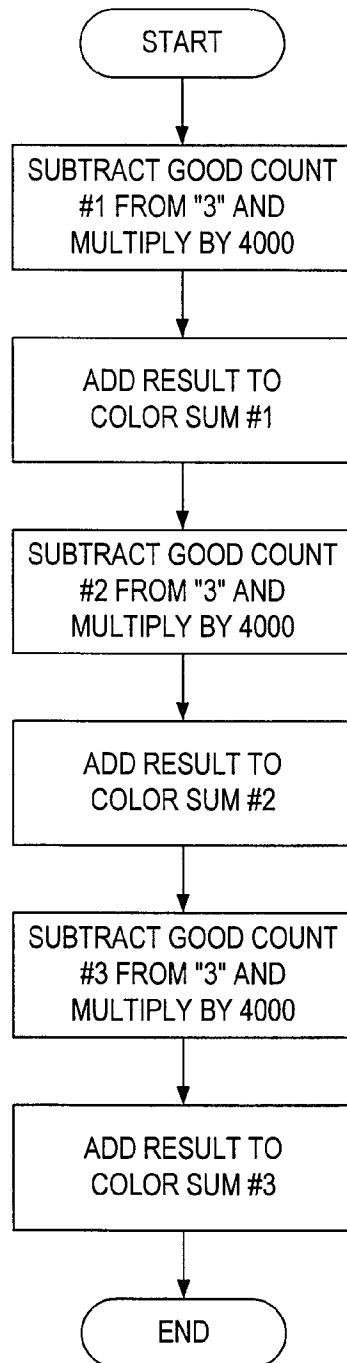 START
SUBTRACT GOOD COUNT
#1 FROM "3" AND
MULTIPLY BY 4000
ADD RESULT TO
COLOR SUM #1
SUBTRACT GOOD COUNT
#2 FROM "3" AND
MULTIPLY BY 4000
ADD RESULT TO
COLOR SUM #2
SUBTRACT GOOD COUNT
#3 FROM "3" AND
MULTIPLY BY 4000
ADD RESULT TO
COLOR SUM #3
END